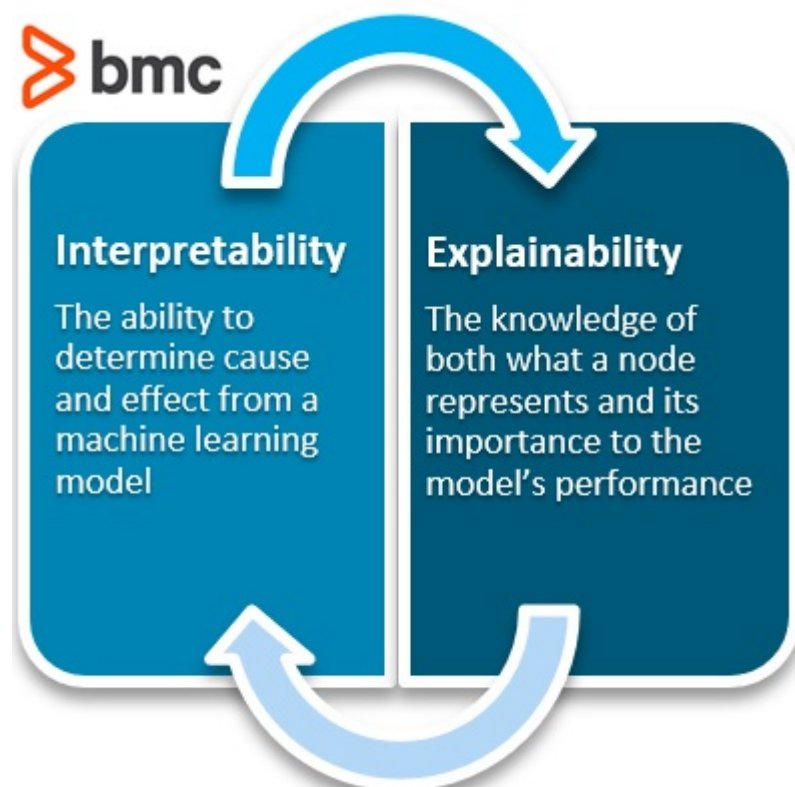 bmc
Interpretability
The ability to
determine cause
and effect from a
machine learning
model
Explainability
The knowledge of
both what a node
represents and its
importance to the
model’s performance